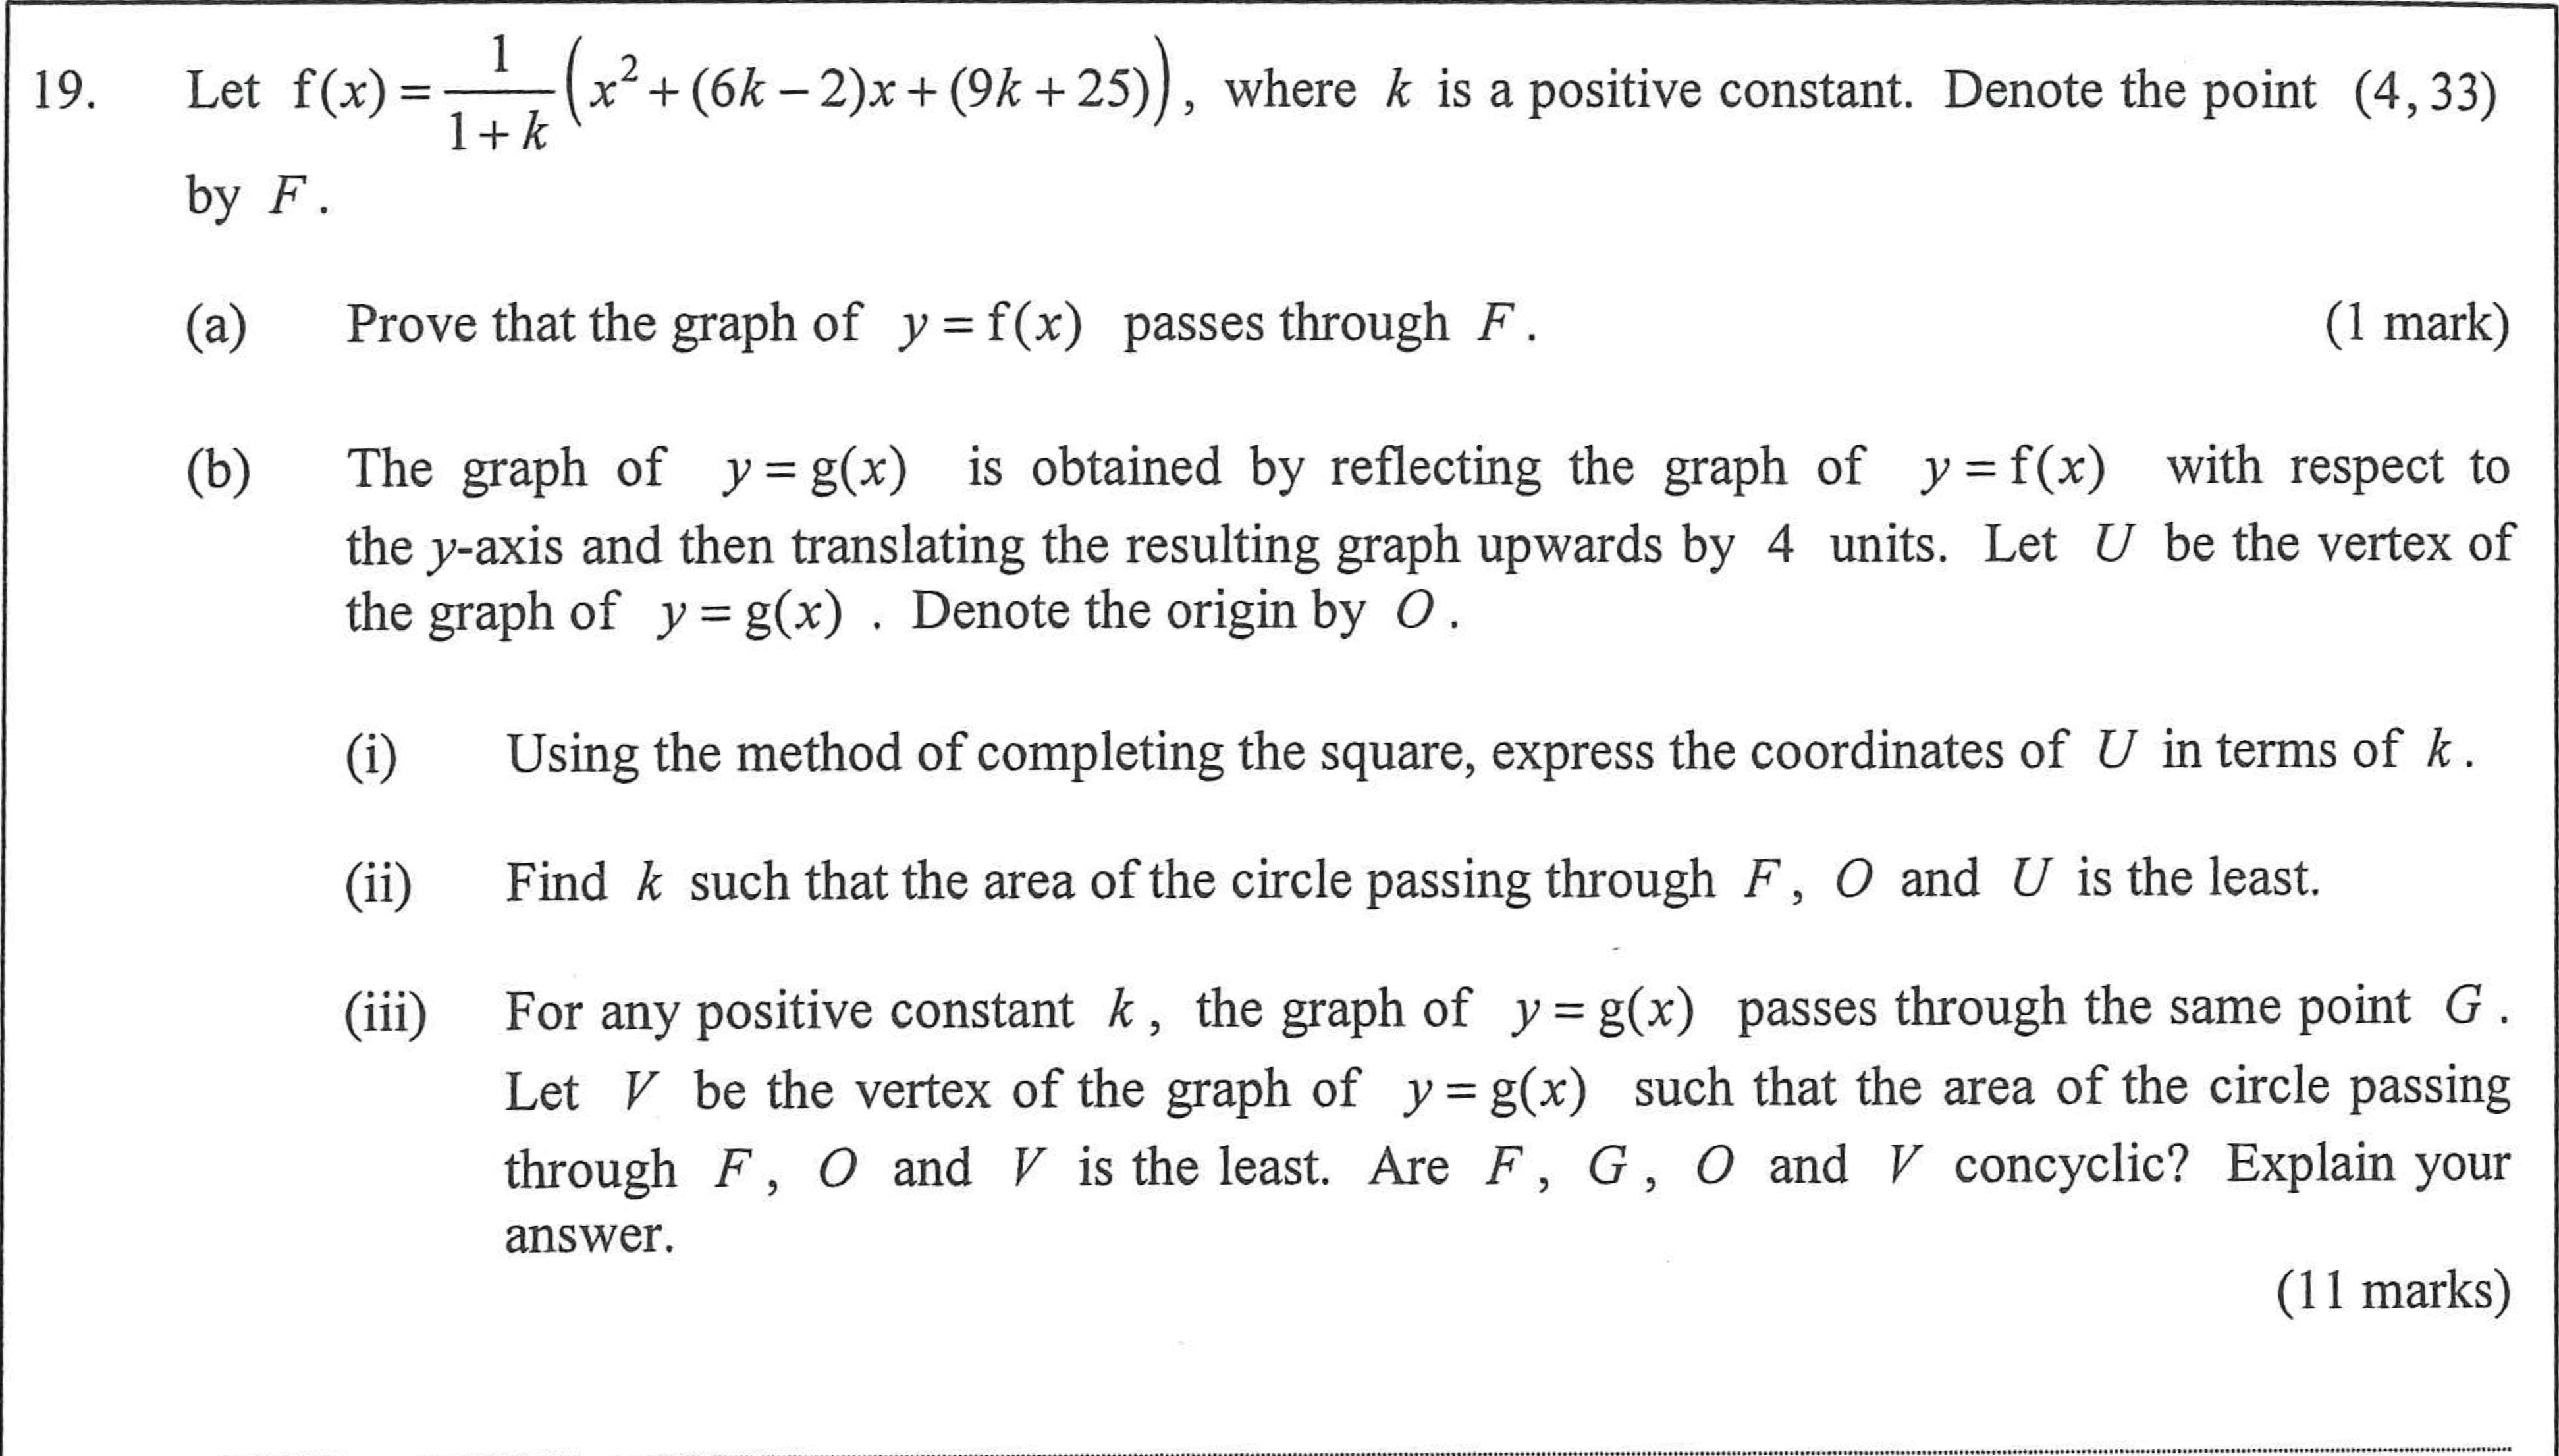 19. Let f(x) = 1/(1+k) (x² + (6k − 2)x + (9k + 25)), where k is a positive constant. Denote the point (4, 33)
by F.
(a) Prove that the graph of y = f(x) passes through F. (1 mark)
(b) The graph of y = g(x) is obtained by reflecting the graph of y = f(x) with respect to
the y-axis and then translating the resulting graph upwards by 4 units. Let U be the vertex of
the graph of y = g(x). Denote the origin by O.
(i) Using the method of completing the square, express the coordinates of U in terms of k.
(ii) Find k such that the area of the circle passing through F, O and U is the least.
(iii) For any positive constant k, the graph of y = g(x) passes through the same point G.
Let V be the vertex of the graph of y = g(x) such that the area of the circle passing
through F, O and V is the least. Are F, G, O and V concyclic? Explain your
answer.
(11 marks)